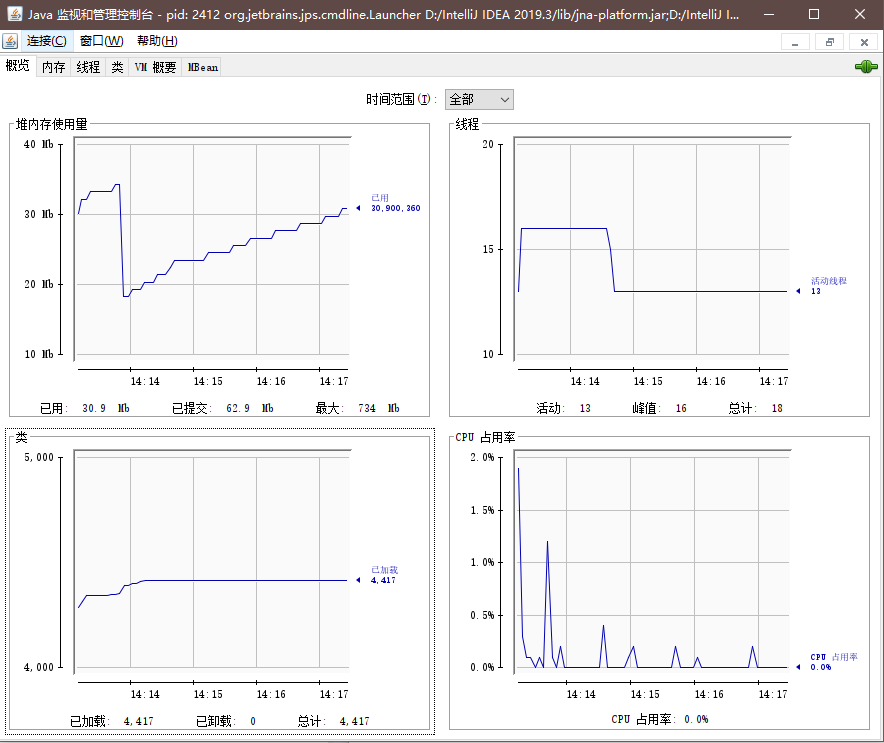 Java 监视和管理控制台 - pid: 2412 org.jetbrains.jps.cmdline.Launcher D:/IntelliJ IDEA 2019.3/lib/jna-platform.jar;D:/IntelliJ I...
连接(C) 窗口(W) 帮助(H)
概览 内存 线程 类 VM 概要 MBean
时间范围(T): 全部
堆内存使用量
40 Mb
30 Mb
20 Mb
10 Mb
已用
30,900,360
14:14 14:15 14:16 14:17
已用: 30.9 Mb 已提交: 62.9 Mb 最大: 734 Mb
线程
20
15
10
活动线程
13
14:14 14:15 14:16 14:17
活动: 13 峰值: 16 总计: 18
类
5,000
4,000
已加载
4,417
14:14 14:15 14:16 14:17
已加载: 4,417 已卸载: 0 总计: 4,417
CPU 占用率
2.0%
1.5%
1.0%
0.5%
0.0%
CPU 占用率
0.0%
14:14 14:15 14:16 14:17
CPU 占用率: 0.0%